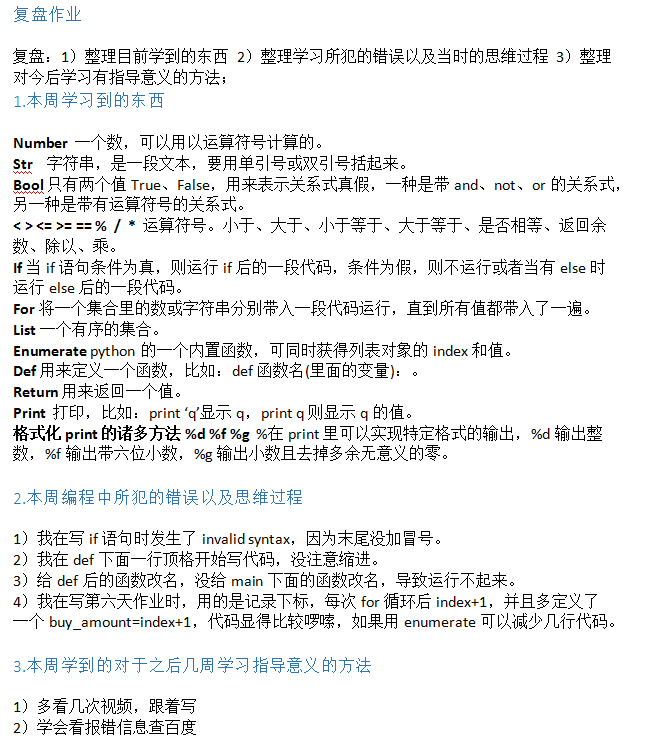 复盘作业
复盘：1）整理目前学到的东西 2）整理学习所犯的错误以及当时的思维过程 3）整理
对今后学习有指导意义的方法；
1.本周学习到的东西
Number 一个数，可以用以运算符号计算的。
Str 字符串，是一段文本，要用单引号或双引号括起来。
Bool 只有两个值 True、False，用来表示关系式真假，一种是带 and、not、or 的关系式，
另一种是带有运算符号的关系式。
< > <= >= == % / * 运算符号。小于、大于、小于等于、大于等于、是否相等、返回余
数、除以、乘。
If 当 if 语句条件为真，则运行 if 后的一段代码，条件为假，则不运行或者当有 else 时
运行 else 后的一段代码。
For 将一个集合里的数或字符串分别带入一段代码运行，直到所有值都带入了一遍。
List 一个有序的集合。
Enumerate python 的一个内置函数，可同时获得列表对象的 index 和值。
Def 用来定义一个函数，比如：def 函数名(里面的变量)：。
Return 用来返回一个值。
Print 打印，比如：print ‘q’显示 q，print q 则显示 q 的值。
格式化 print 的诸多方法 %d %f %g %在 print 里可以实现特定格式的输出，%d 输出整
数，%f 输出带六位小数，%g 输出小数且去掉多余无意义的零。
2.本周编程中所犯的错误以及思维过程
1）我在写 if 语句时发生了 invalid syntax，因为末尾没加冒号。
2）我在 def 下面一行顶格开始写代码，没注意缩进。
3）给 def 后的函数改名，没给 main 下面的函数改名，导致运行不起来。
4）我在写第六天作业时，用的是记录下标，每次 for 循环后 index+1，并且多定义了
一个 buy_amount=index+1，代码显得比较啰嗦，如果用 enumerate 可以减少几行代码。
3.本周学到的对于之后几周学习指导意义的方法
1）多看几次视频，跟着写
2）学会看报错信息查百度